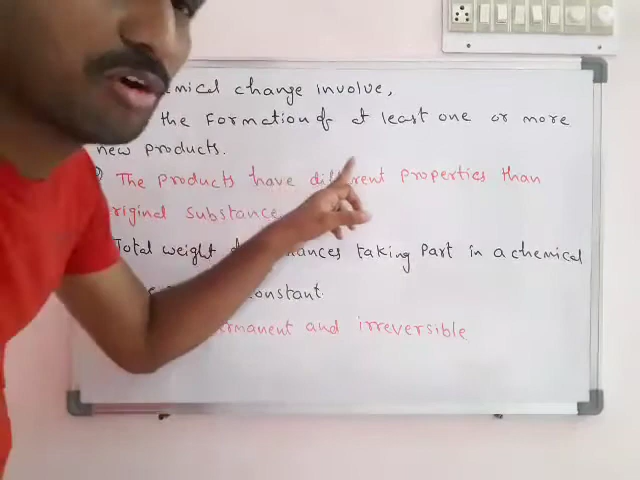 mical change involve,
the Formation of at least one or more
new products.
The Products have different properties than
riginal substance
Total weight ances taking Part in a chemical
constant.
rmanent and irreversible